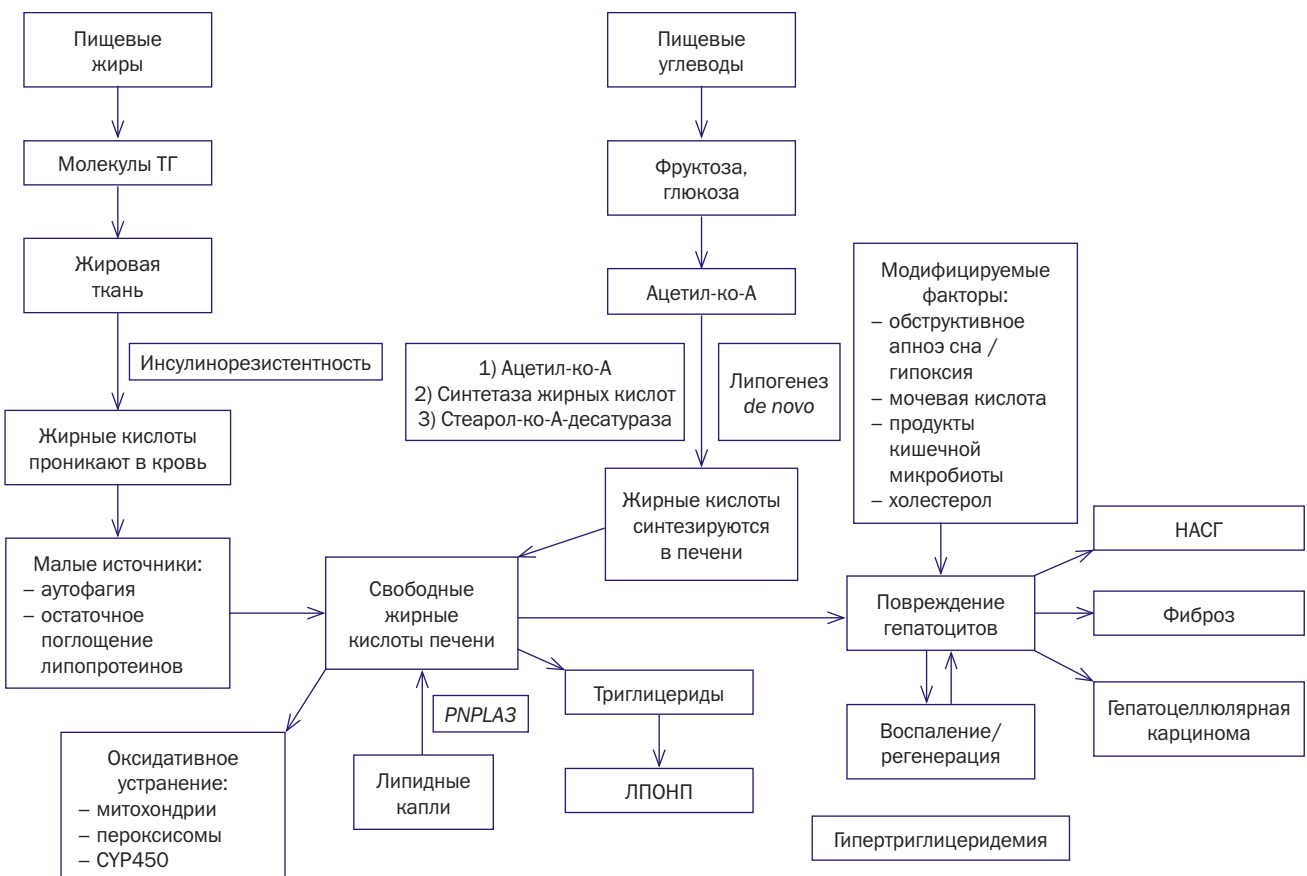 Пищевые
жиры
Молекулы ТГ
Жировая
ткань
Инсулинорезистентность
Жирные кислоты
проникают в кровь
Малые источники:
– аутофагия
– остаточное
поглощение
липопротеинов
Пищевые
углеводы
Фруктоза,
глюкоза
Ацетил-ко-А
1) Ацетил-ко-А
2) Синтетаза жирных кислот
3) Стеарол-ко-А-десатураза
Липогенез
de novo
Жирные кислоты
синтезируются
в печени
Свободные
жирные
кислоты печени
Оксидативное
устранение:
– митохондрии
– пероксисомы
– CYP450
PNPLA3
Липидные
капли
Триглицериды
ЛПОНП
Модифицируемые
факторы:
– обструктивное
апноэ сна /
гипоксия
– мочевая кислота
– продукты
кишечной
микробиоты
– холестерол
Повреждение
гепатоцитов
Воспаление/
регенерация
НАСГ
Фиброз
Гепатоцеллюлярная
карцинома
Гипертриглицеридемия